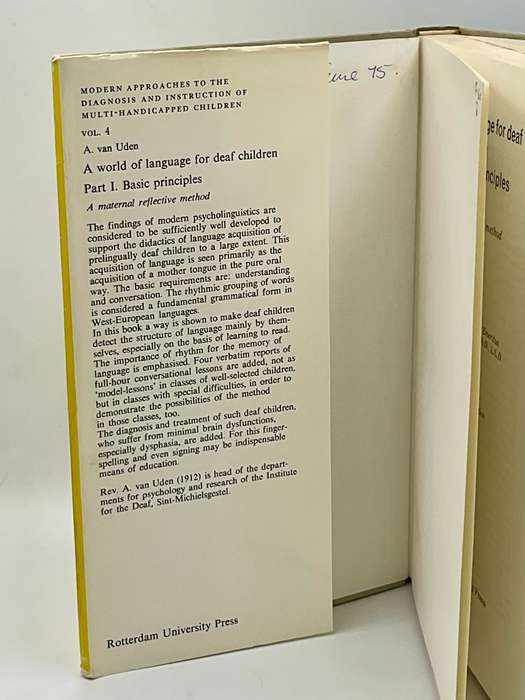 MODERN APPROACHES TO THE
DIAGNOSIS AND INSTRUCTION OF
MULTI-HANDICAPPED CHILDREN
VOL. 4
A. van Uden
A world of language for deaf children
Part I. Basic principles
A maternal reflective method
The findings of modern psycholinguistics are
considered to be sufficiently well developed to
support the didactics of language acquisition of
prelingually deaf children to a large extent. This
acquisition of language is seen primarily as the
acquisition of a mother tongue in the pure oral
way. The basic requirements are: understanding
and conversation. The rhythmic grouping of words
is considered a fundamental grammatical form in
West-European languages.
In this book a way is shown to make deaf children
detect the structure of language mainly by them-
selves, especially on the basis of learning to read.
The importance of rhythm for the memory of
language is emphasised. Four verbatim reports of
full-hour conversational lessons are added, not as
'model-lessons' in classes of well-selected children,
but in classes with special difficulties, in order to
demonstrate the possibilities of the method
in those classes, too.
The diagnosis and treatment of such deaf children,
who suffer from minimal brain dysfunctions,
especially dysphasia, are added. For this finger-
spelling and even signing may be indispensable
means of education.
Rev. A. van Uden (1912) is head of the depart-
ments for psychology and research of the Institute
for the Deaf, Sint-Michielsgestel.
Rotterdam University Press
75.
for deaf